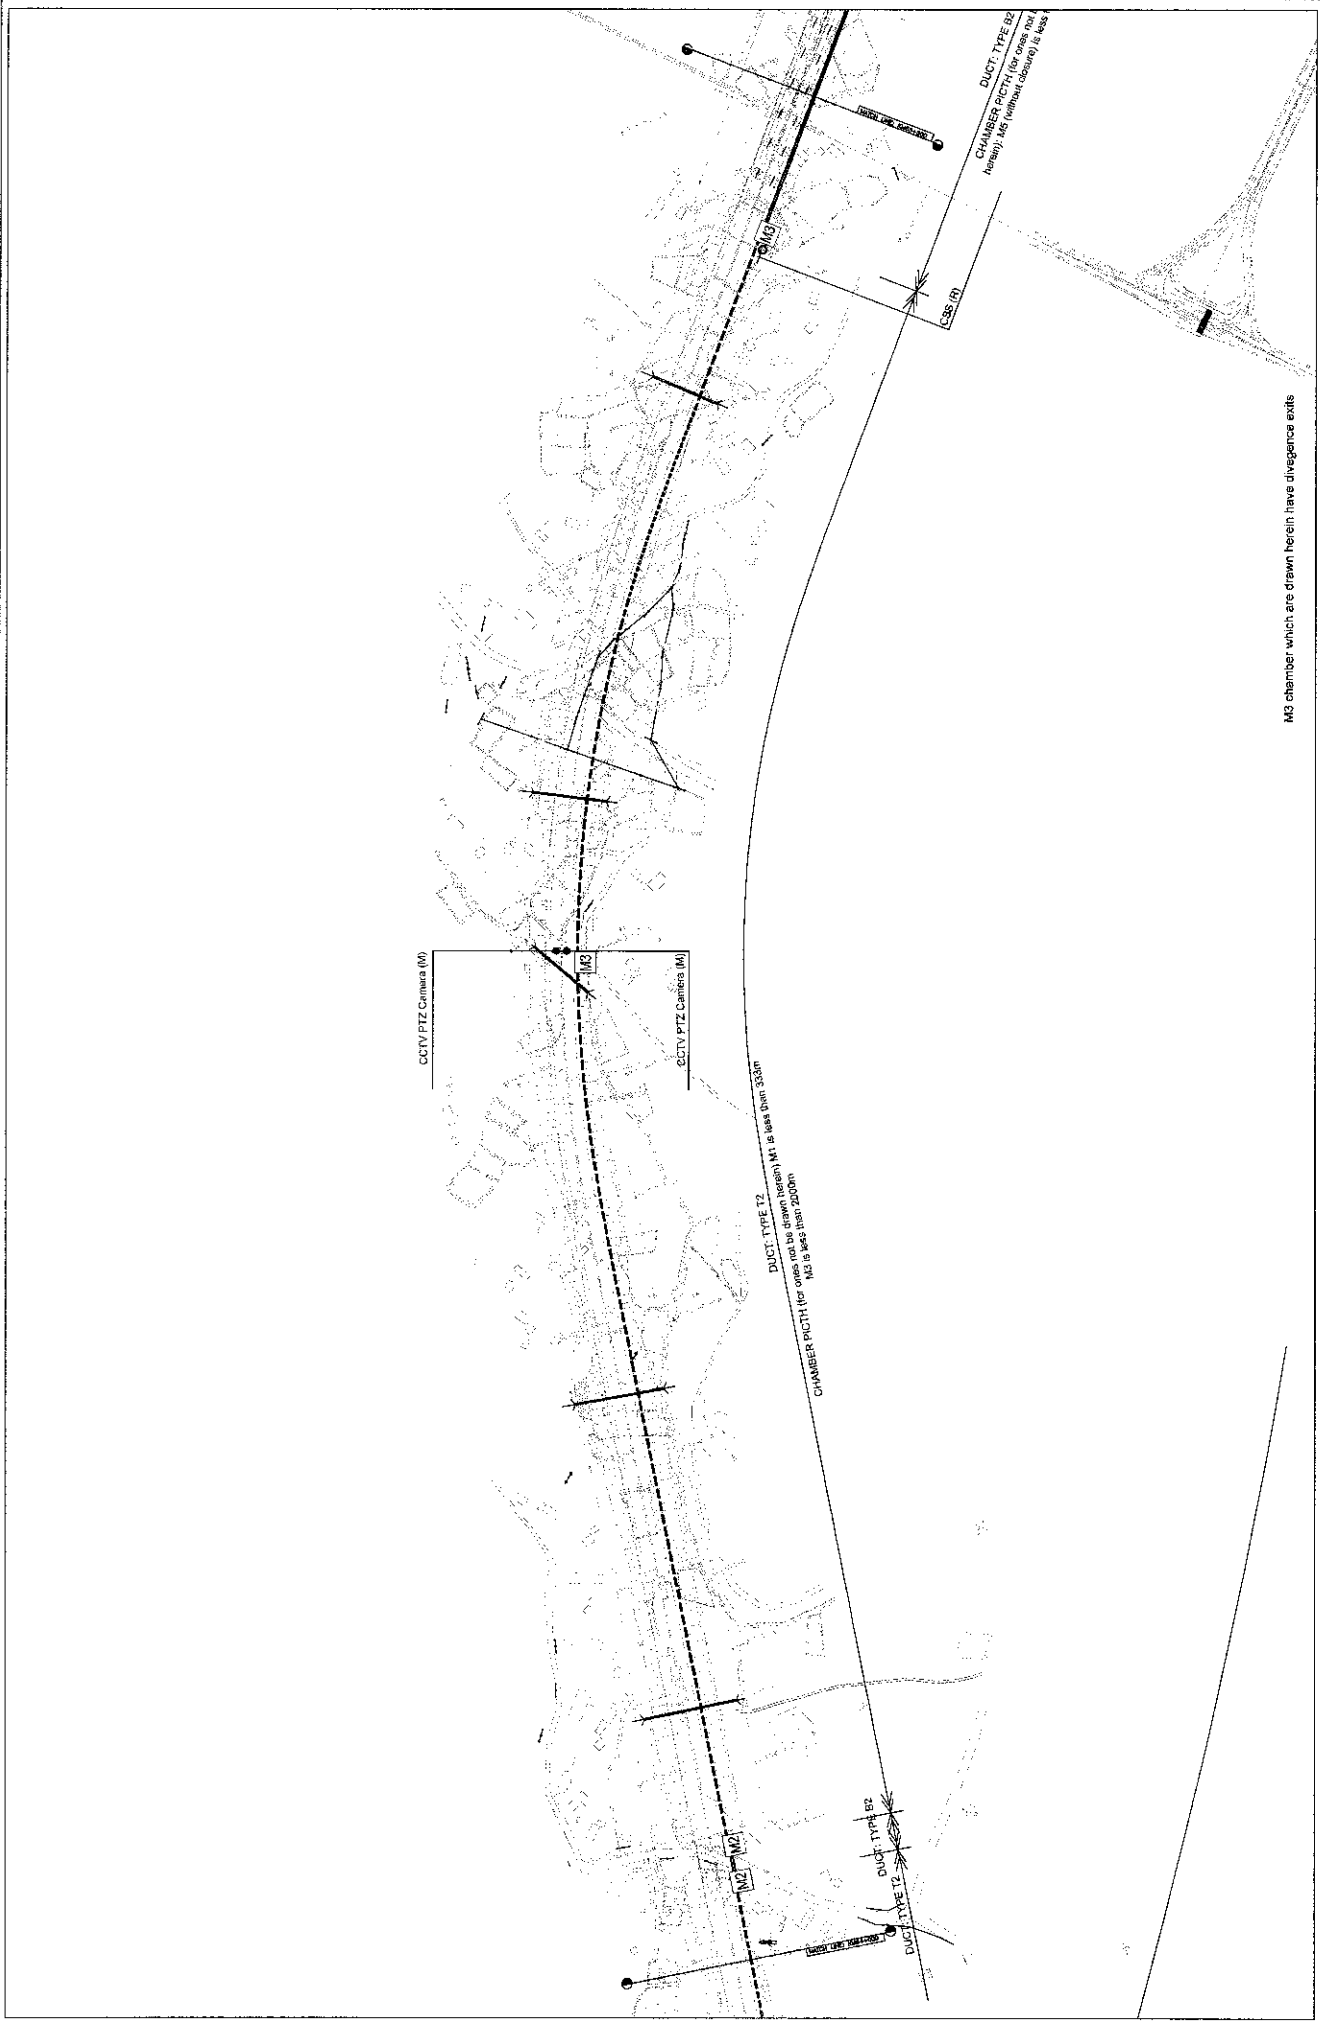 CCTV PTZ Camera (M)
CCTV PTZ Camera (M)
M3
M3
M2
M2
CSS (R)
DUCT: TYPE T2
DUCT: TYPE B2
DUCT: TYPE T2
CHAMBER PICTH (for ones not be drawn herein) M1 is less than 333m
M3 is less than 2000m
DUCT: TYPE B2
CHAMBER PICTH (for ones not
herein): M5 (without closure) is less
M3 chamber which are drawn herein have divegence exits